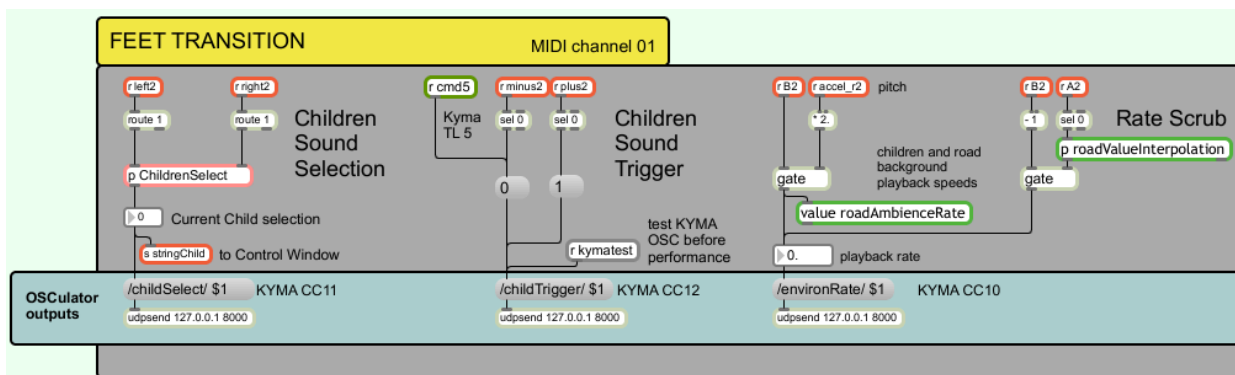 FEET TRANSITION
MIDI channel 01
r left2
r right2
route 1
route 1
Children
Sound
Selection
p ChildrenSelect
0
Current Child selection
s stringChild
to Control Window
r cmd5
Kyma
TL 5
r minus2
r plus2
sel 0
sel 0
Children
Sound
Trigger
0
1
test KYMA
OSC before
performance
r kymatest
r B2
r accel_r2
pitch
* 2.
children and road
background
playback speeds
gate
value roadAmbienceRate
0.
playback rate
r B2
r A2
- 1
sel 0
Rate Scrub
p roadValueInterpolation
gate
OSCulator
outputs
/childSelect/ $1
KYMA CC11
udpsend 127.0.0.1 8000
/childTrigger/ $1
KYMA CC12
udpsend 127.0.0.1 8000
/environRate/ $1
KYMA CC10
udpsend 127.0.0.1 8000